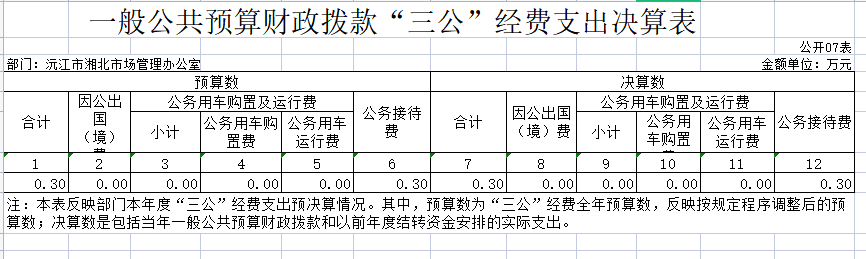 一般公共预算财政拨款“三公”经费支出决算表
公开07表
部门：沅江市湘北市场管理办公室 金额单位：万元
预算数 决算数
合计 因公出国（境）费 公务用车购置及运行费 公务接待费 合计 因公出国（境）费 公务用车购置及运行费 公务接待费
小计 公务用车购置费 公务用车运行费 小计 公务用车购置 公务用车运行费
1 2 3 4 5 6 7 8 9 10 11 12
0.30 0.00 0.00 0.00 0.00 0.30 0.30 0.00 0.00 0.00 0.00 0.30
注：本表反映部门本年度“三公”经费支出预决算情况。其中，预算数为“三公”经费全年预算数，反映按规定程序调整后的预
算数；决算数是包括当年一般公共预算财政拨款和以前年度结转资金安排的实际支出。